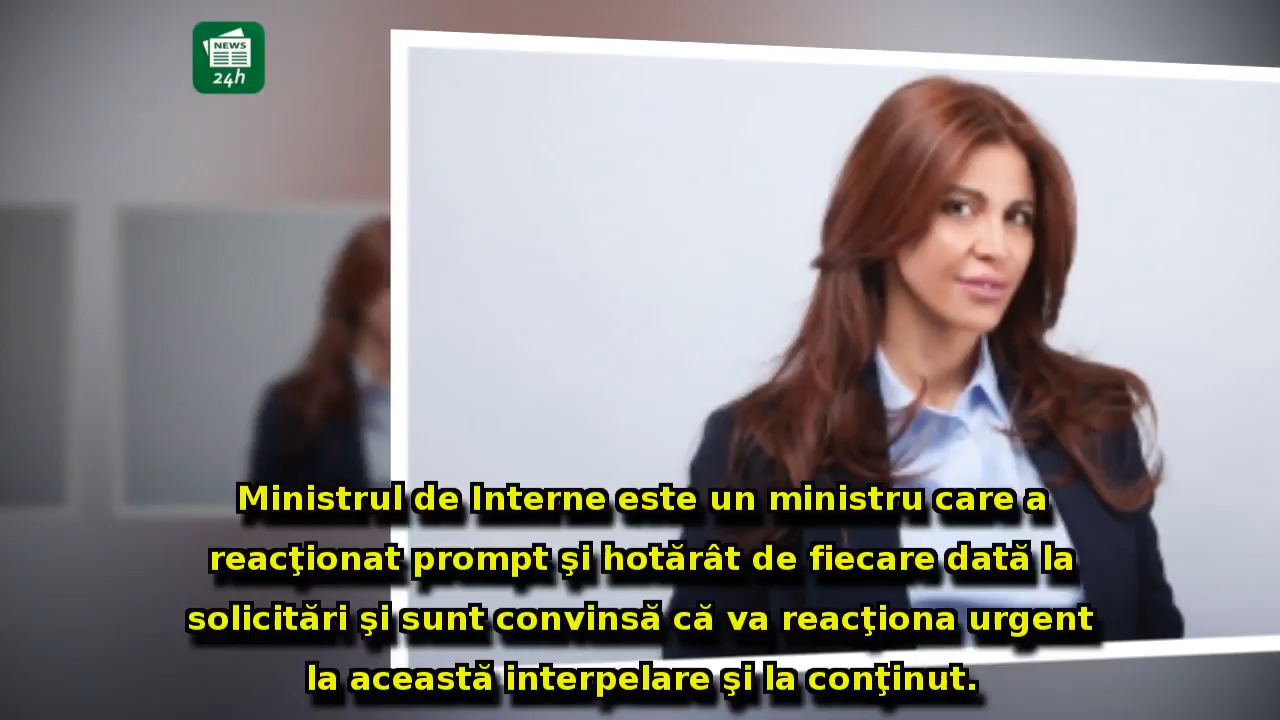 NEWS
24h
Ministrul de Interne este un ministru care a
reacţionat prompt şi hotărât de fiecare dată la
solicitări şi sunt convinsă că va reacţiona urgent
la această interpelare şi la conţinut.